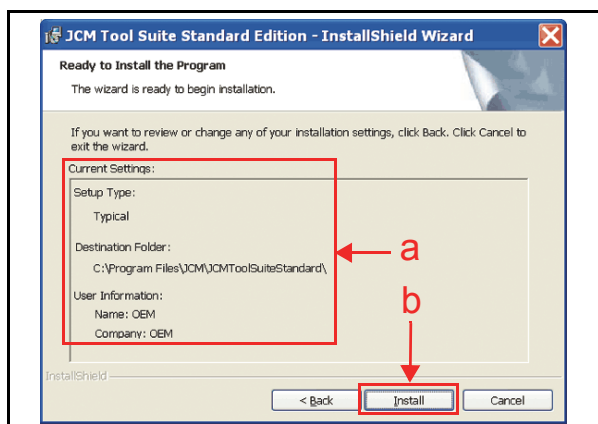 JCM Tool Suite Standard Edition - InstallShield Wizard
Ready to Install the Program
The wizard is ready to begin installation.
If you want to review or change any of your installation settings, click Back. Click Cancel to
exit the wizard.
Current Settings:
Setup Type:
Typical
Destination Folder:
C:\Program Files\JCM\JCMToolSuiteStandard\
a
User Information:
Name: OEM
Company: OEM
b
InstallShield
< Back
Install
Cancel